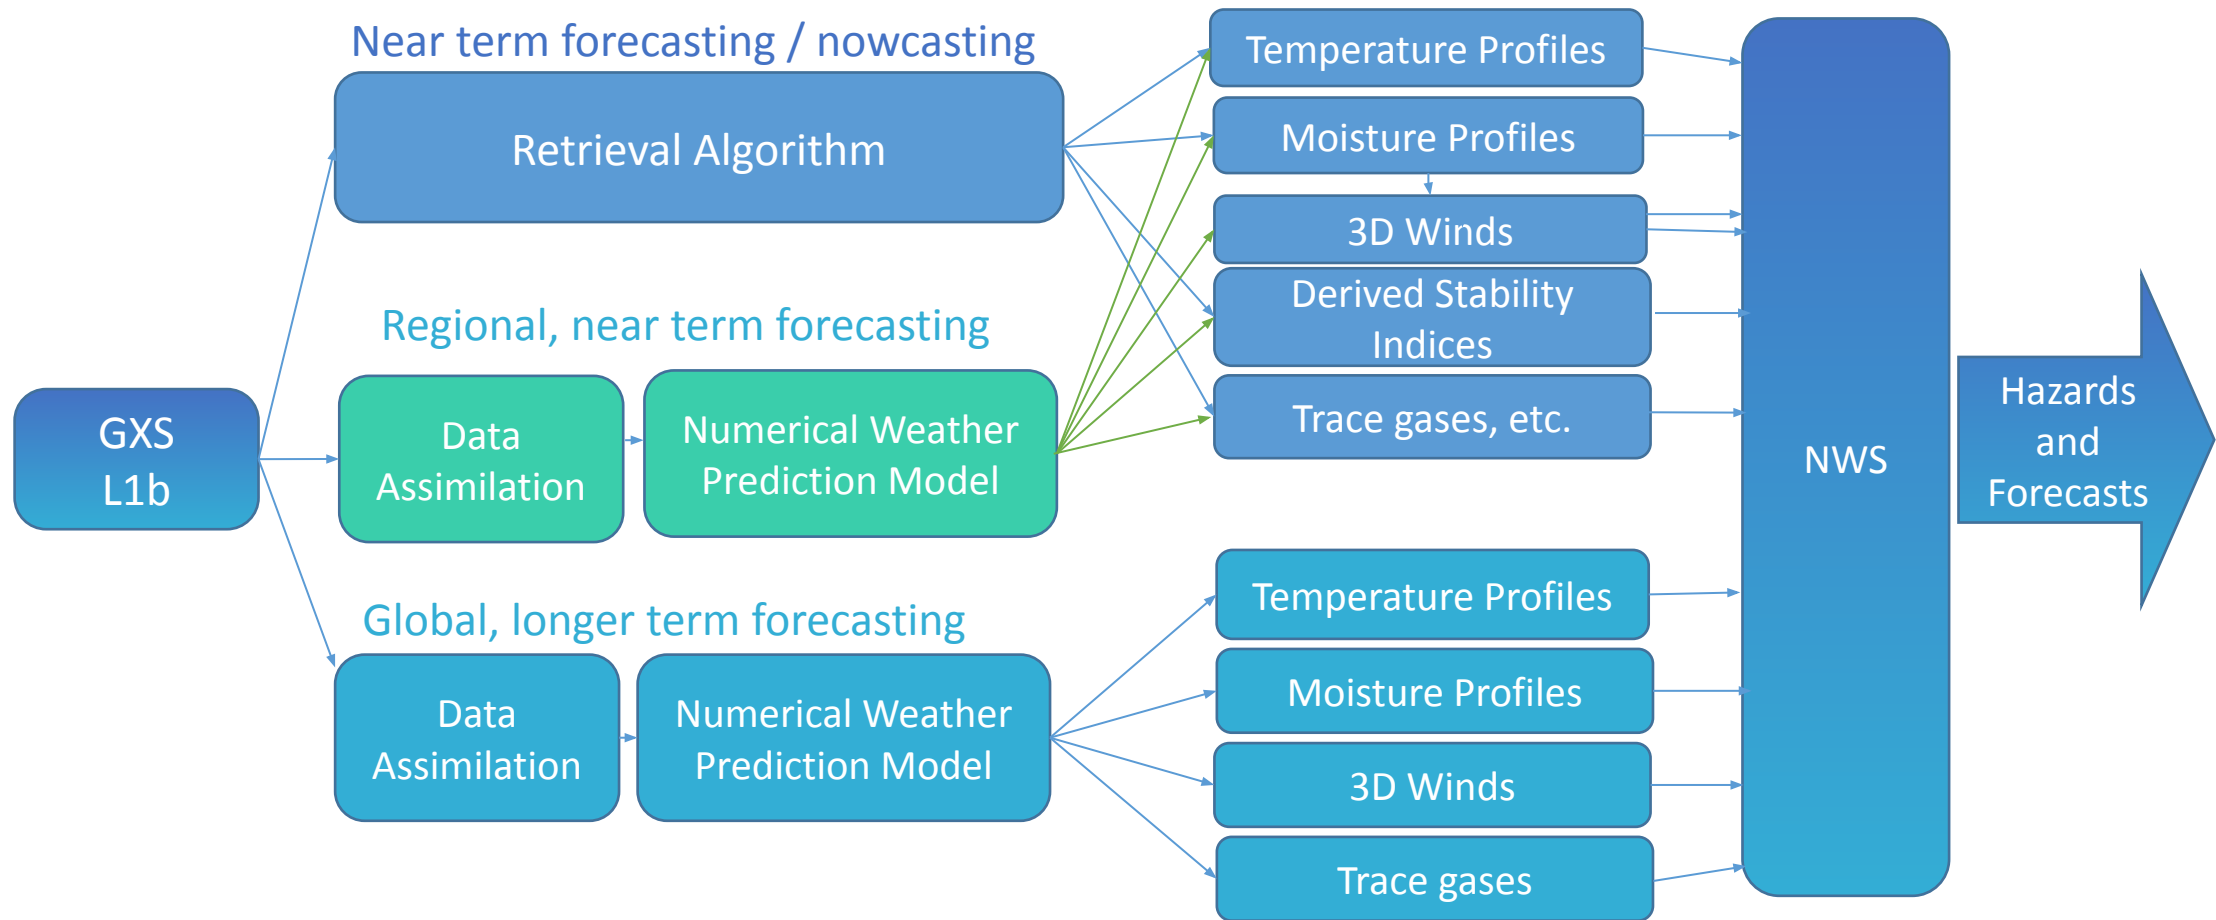 Near term forecasting / nowcasting
Retrieval Algorithm
Regional, near term forecasting
GXS
L1b
Data
Assimilation
Numerical Weather
Prediction Model
Global, longer term forecasting
Data
Assimilation
Numerical Weather
Prediction Model
Temperature Profiles
Moisture Profiles
3D Winds
Derived Stability
Indices
Trace gases, etc.
Temperature Profiles
Moisture Profiles
3D Winds
Trace gases
NWS
Hazards
and
Forecasts